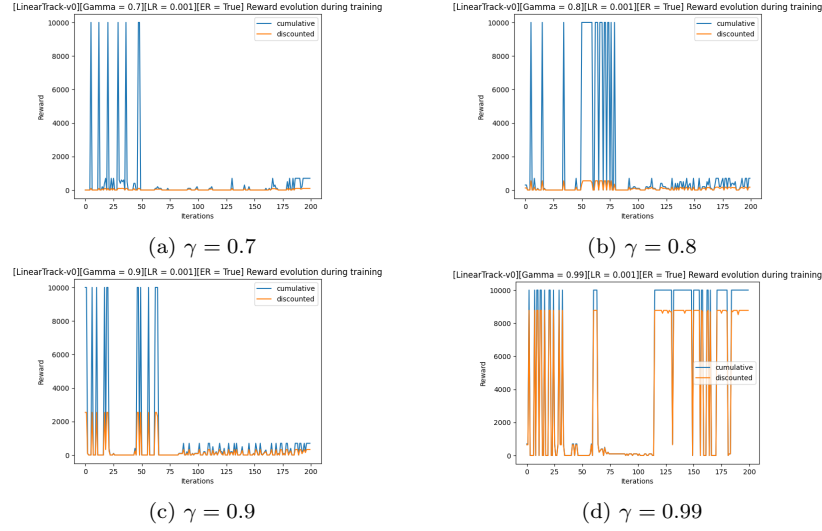 [LinearTrack-v0][Gamma = 0.7][LR = 0.001][ER = True] Reward evolution during training
10000
8000
6000
4000
2000
0
Reward
cumulative
discounted
0 25 50 75 100 125 150 175 200
Iterations
(a) γ = 0.7
[LinearTrack-v0][Gamma = 0.8][LR = 0.001][ER = True] Reward evolution during training
10000
8000
6000
4000
2000
0
Reward
cumulative
discounted
0 25 50 75 100 125 150 175 200
Iterations
(b) γ = 0.8
[LinearTrack-v0][Gamma = 0.9][LR = 0.001][ER = True] Reward evolution during training
10000
8000
6000
4000
2000
0
Reward
cumulative
discounted
0 25 50 75 100 125 150 175 200
Iterations
(c) γ = 0.9
[LinearTrack-v0][Gamma = 0.99][LR = 0.001][ER = True] Reward evolution during training
10000
8000
6000
4000
2000
0
Reward
cumulative
discounted
0 25 50 75 100 125 150 175 200
Iterations
(d) γ = 0.99